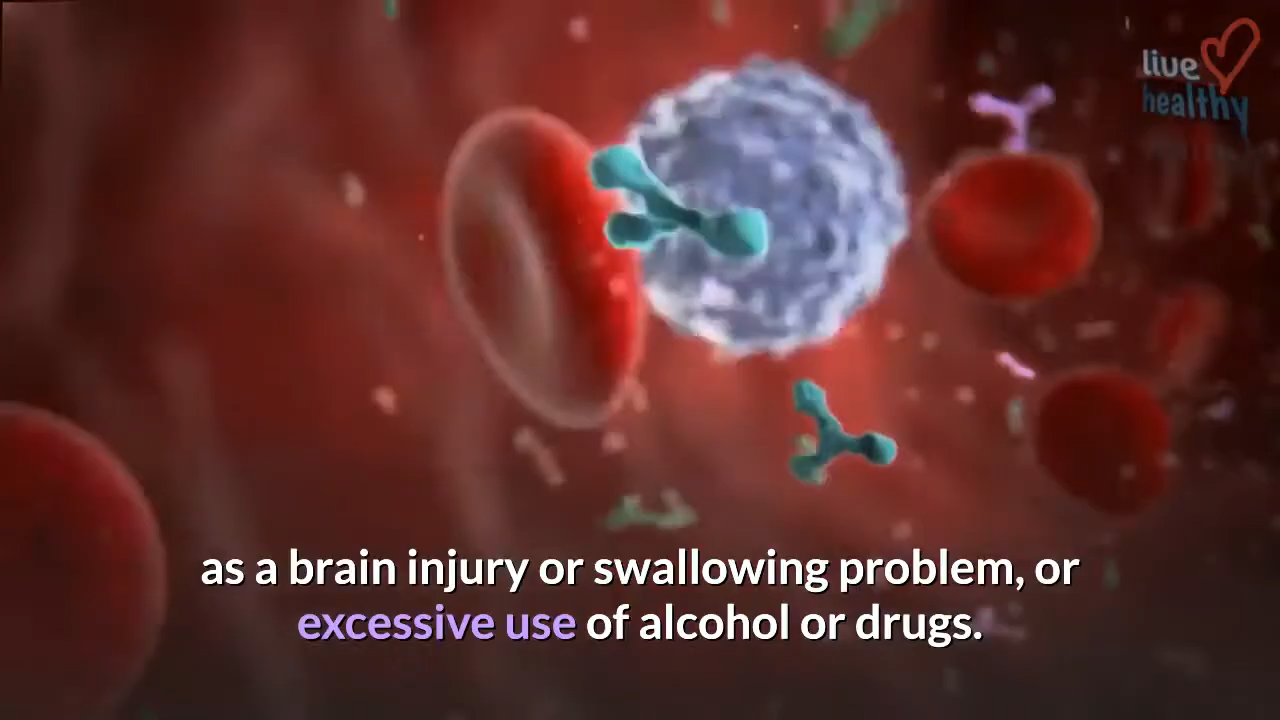 live
healthy
as a brain injury or swallowing problem, or
excessive use of alcohol or drugs.